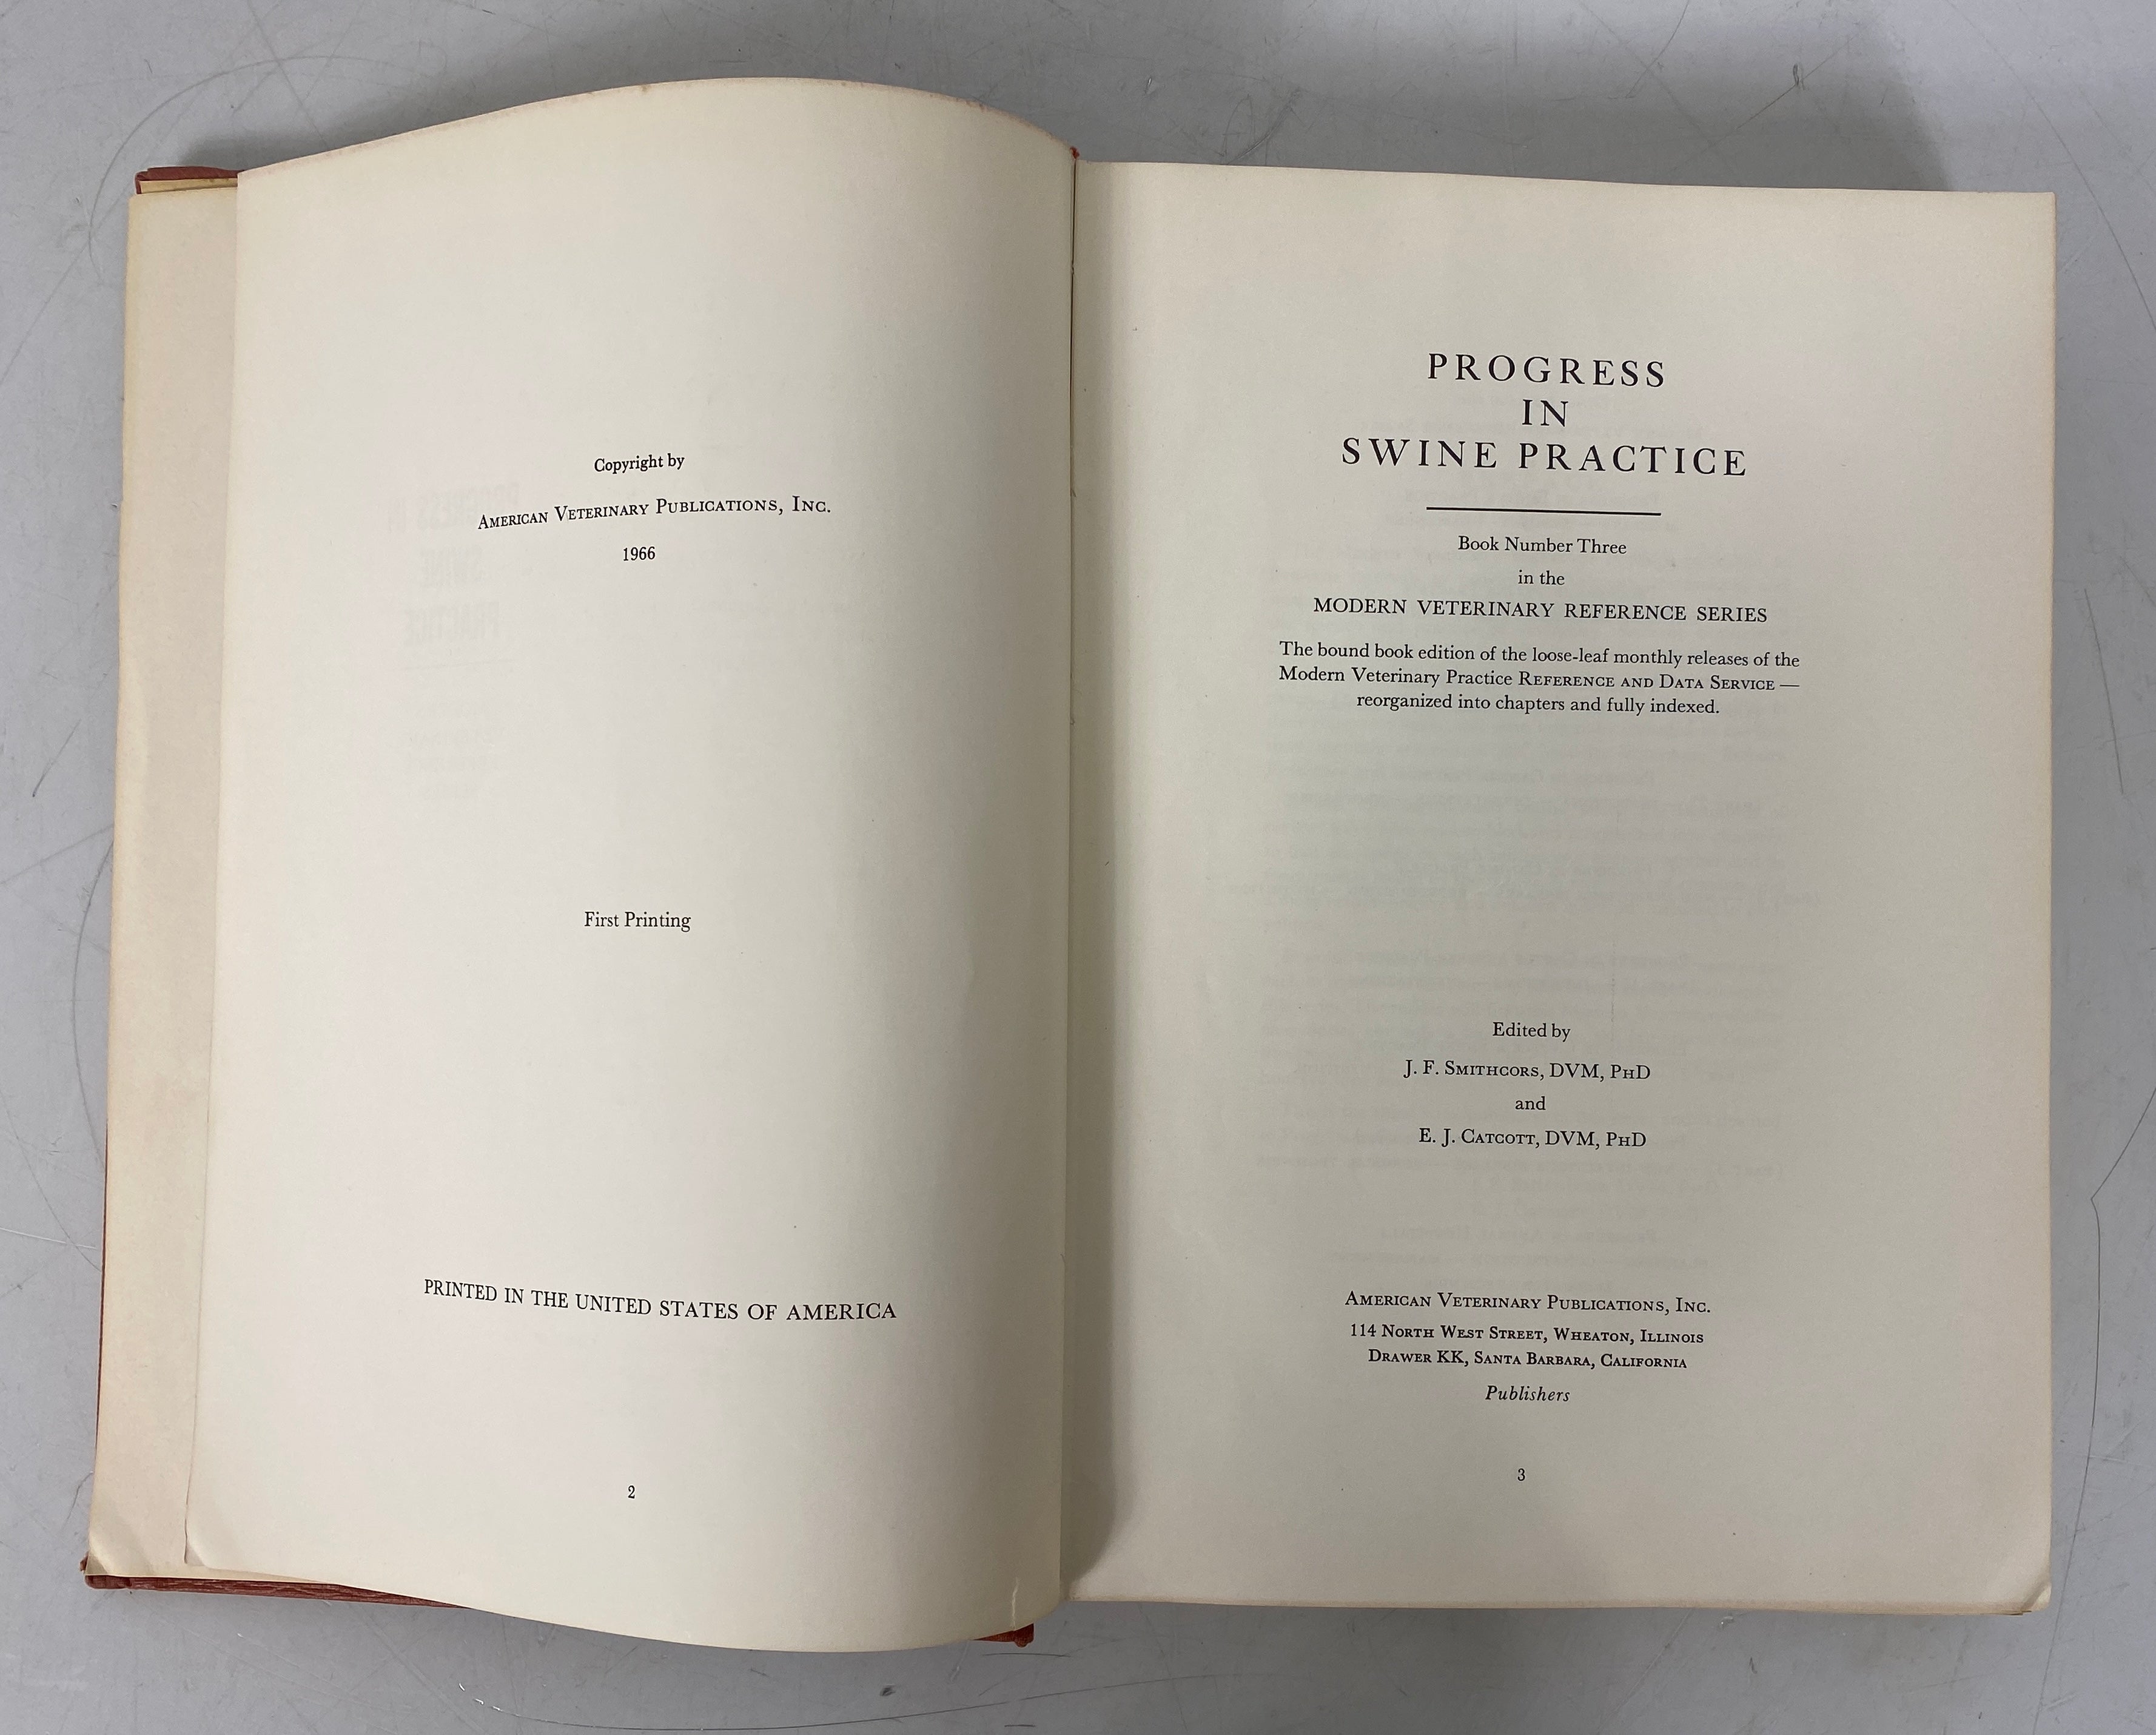 Copyright by
AMERICAN VETERINARY PUBLICATIONS, INC.
1966
First Printing
PRINTED IN THE UNITED STATES OF AMERICA
2
PROGRESS
IN
SWINE PRACTICE
Book Number Three
in the
MODERN VETERINARY REFERENCE SERIES
The bound book edition of the loose-leaf monthly releases of the
Modern Veterinary Practice REFERENCE AND DATA SERVICE —
reorganized into chapters and fully indexed.
Edited by
J. F. SMITHCORS, DVM, PHD
and
E. J. CATCOTT, DVM, PHD
AMERICAN VETERINARY PUBLICATIONS, INC.
114 NORTH WEST STREET, WHEATON, ILLINOIS
DRAWER KK, SANTA BARBARA, CALIFORNIA
Publishers
3